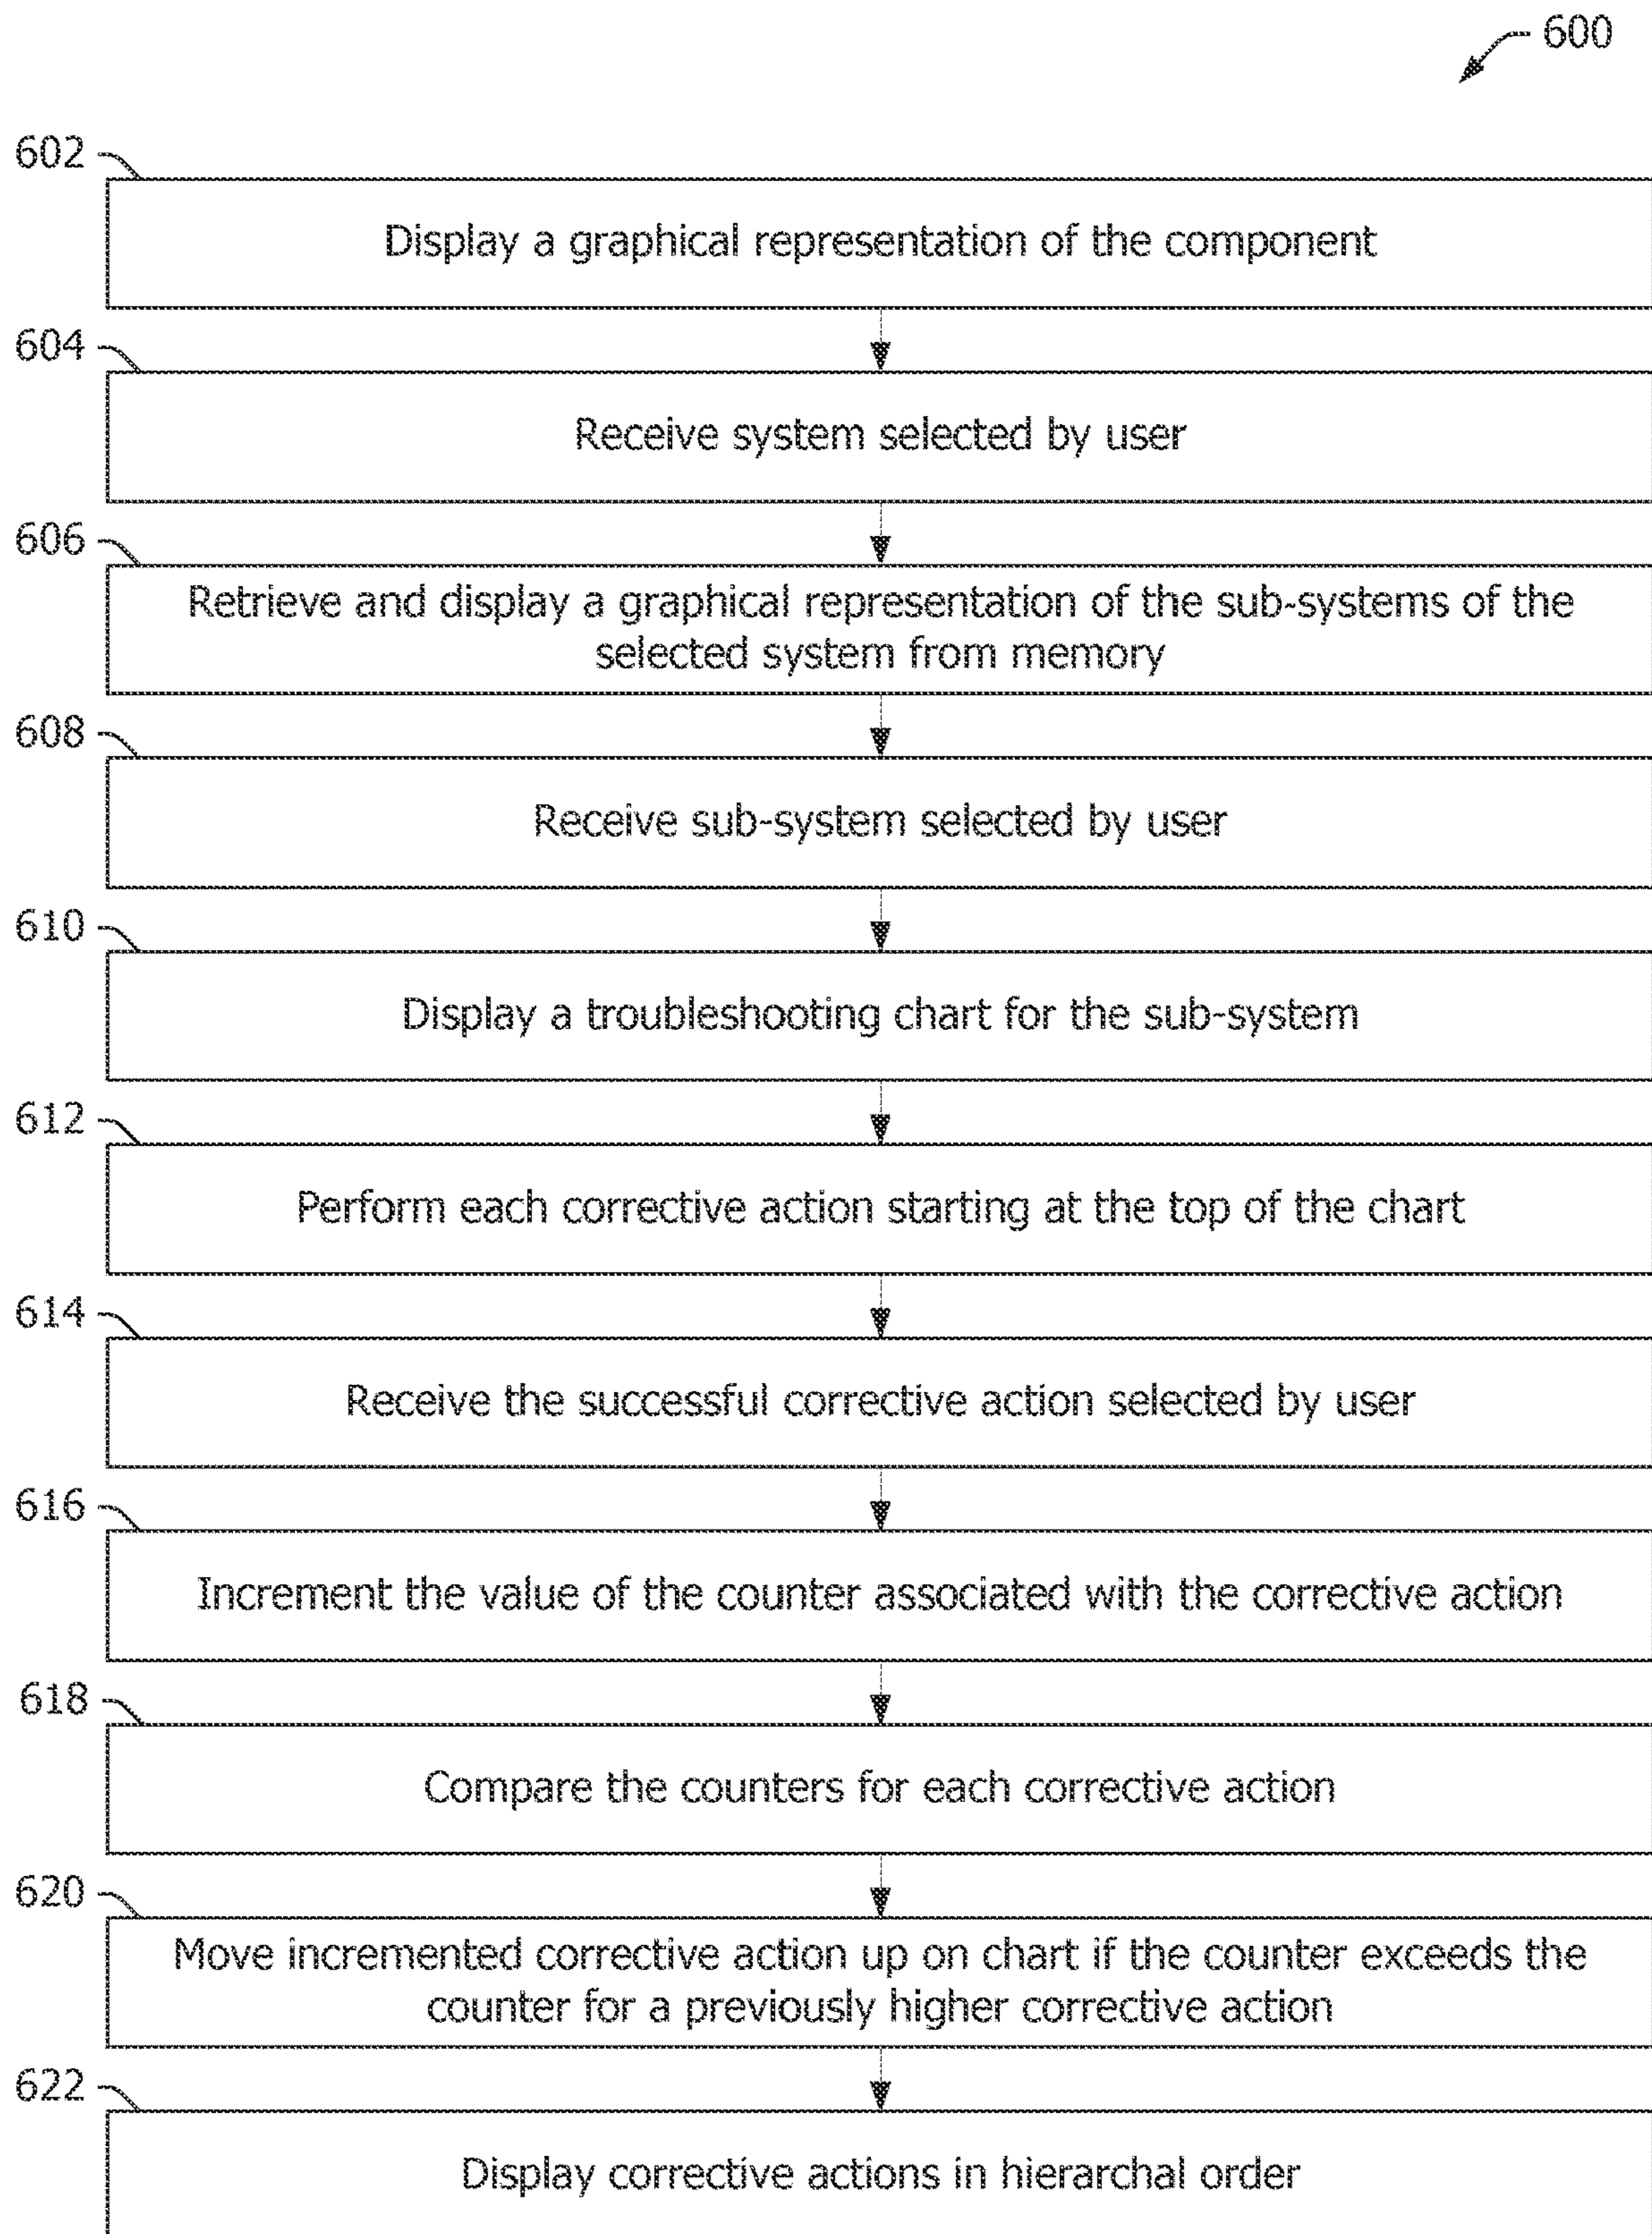 600
602
Display a graphical representation of the component
604
Receive system selected by user
606
Retrieve and display a graphical representation of the sub-systems of the
selected system from memory
608
Receive sub-system selected by user
610
Display a troubleshooting chart for the sub-system
612
Perform each corrective action starting at the top of the chart
614
Receive the successful corrective action selected by user
616
Increment the value of the counter associated with the corrective action
618
Compare the counters for each corrective action
620
Move incremented corrective action up on chart if the counter exceeds the
counter for a previously higher corrective action
622
Display corrective actions in hierarchal order